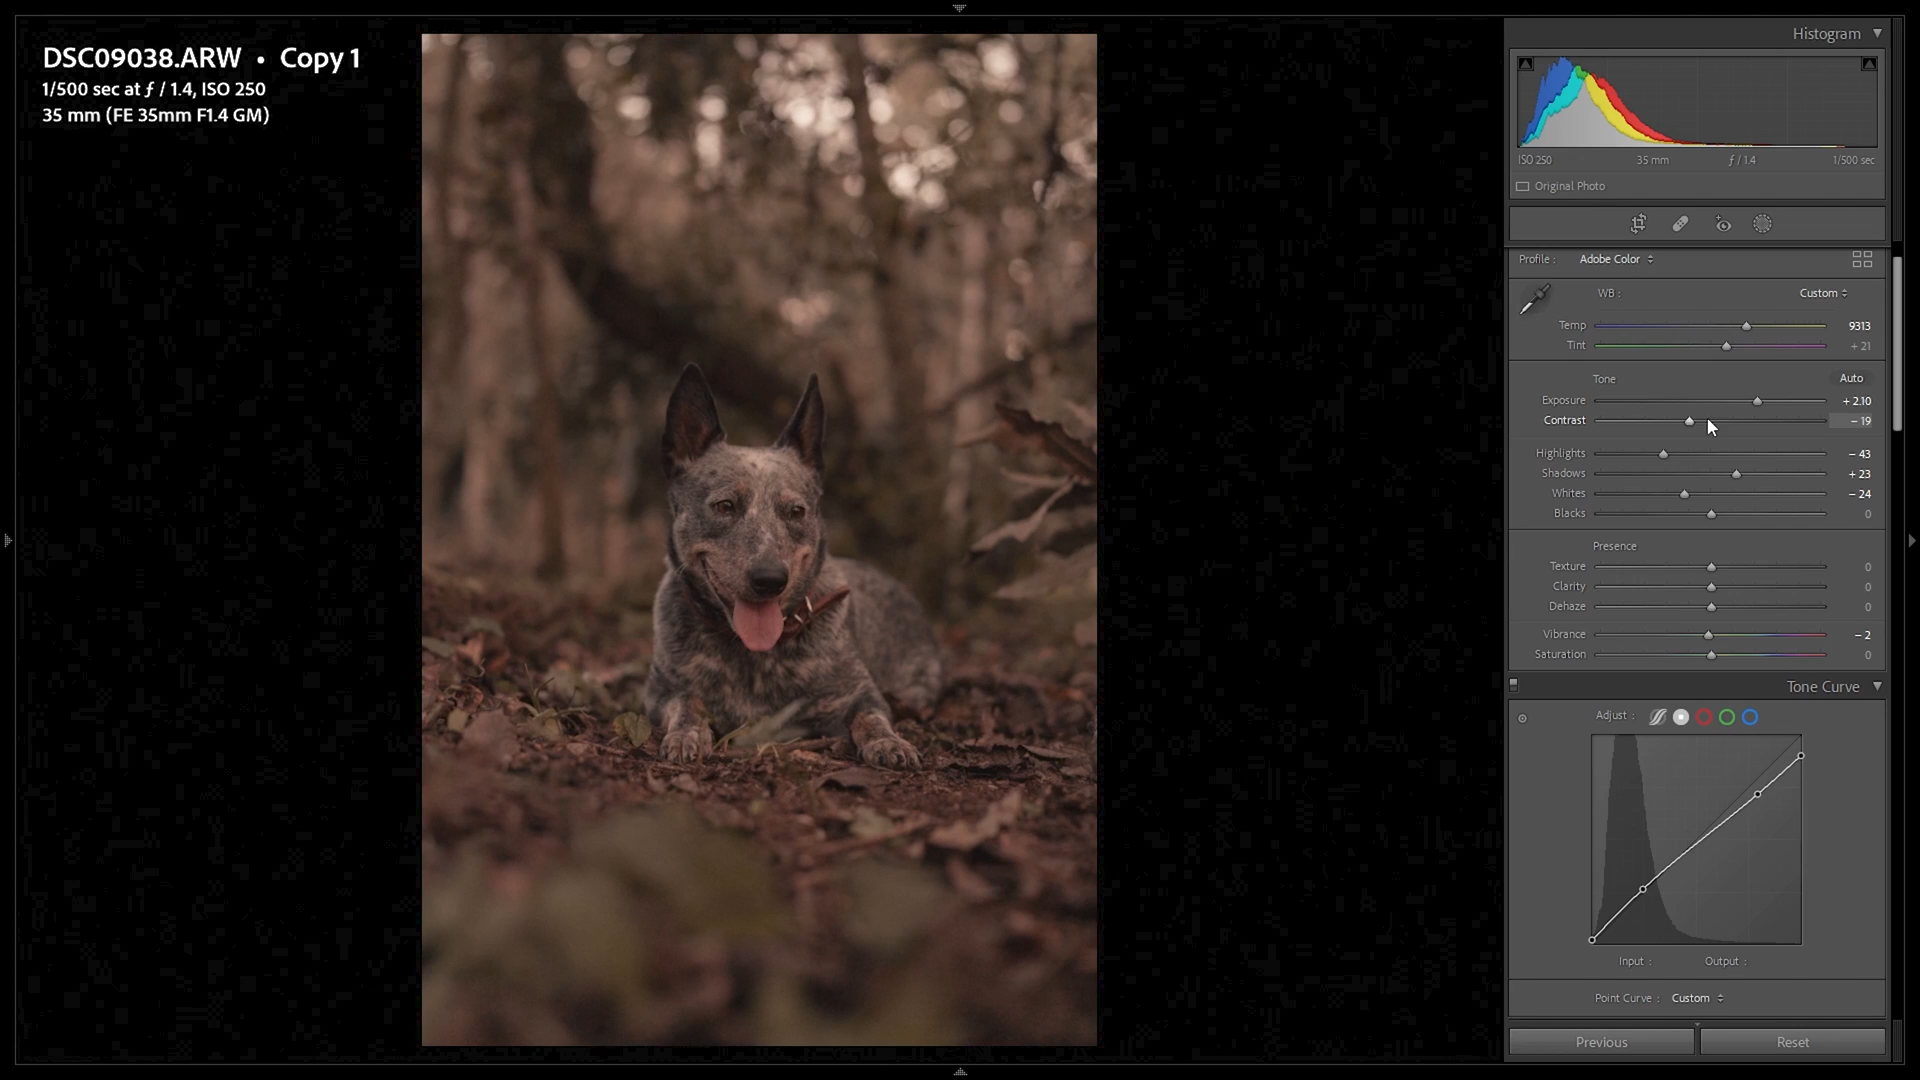 DSC09038.ARW • Copy 1
1/500 sec at ƒ / 1.4, ISO 250
35 mm (FE 35mm F1.4 GM)
Histogram
ISO 250 35 mm ƒ / 1.4 1/500 sec
Original Photo
Profile : Adobe Color
WB : Custom
Temp 9313
Tint + 21
Tone Auto
Exposure + 2.10
Contrast – 19
Highlights – 43
Shadows + 23
Whites – 24
Blacks 0
Presence
Texture 0
Clarity 0
Dehaze 0
Vibrance – 2
Saturation 0
Tone Curve
Adjust :
Input : Output :
Point Curve : Custom
Previous Reset